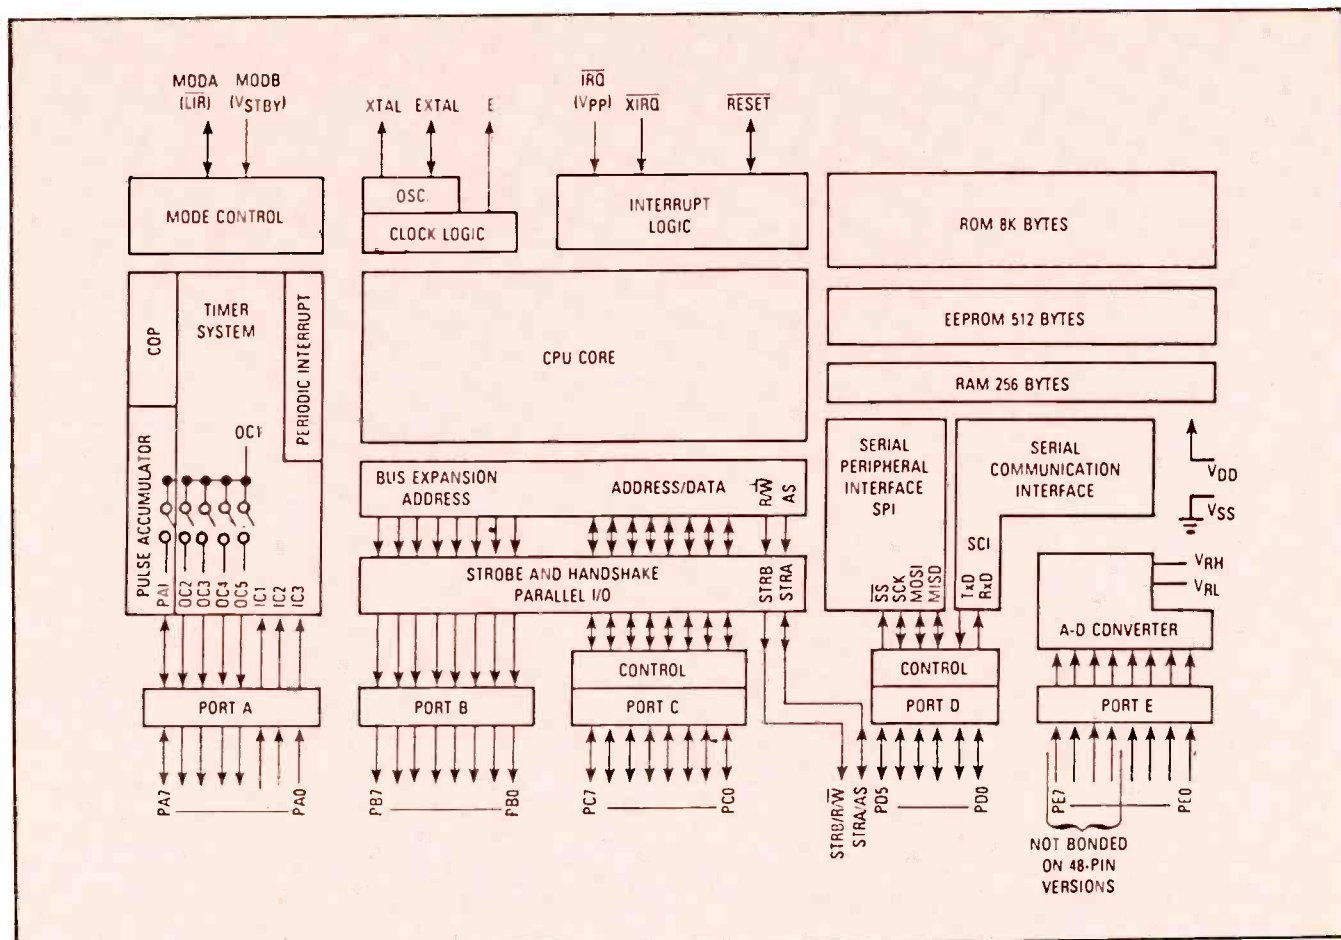 MODA
(LIR)
MODB
(VSTBY)
XTAL
EXTAL
E
IRQ
(VPP)
XIRQ
RESET
MODE CONTROL
OSC.
CLOCK LOGIC
INTERRUPT
LOGIC
ROM 8K BYTES
COP
TIMER
SYSTEM
PERIODIC INTERRUPT
CPU CORE
EEPROM 512 BYTES
RAM 256 BYTES
PULSE ACCUMULATOR
OC1
BUS EXPANSION
ADDRESS
ADDRESS/DATA
R/W
AS
SERIAL
PERIPHERAL
INTERFACE
SPI
SERIAL
COMMUNICATION
INTERFACE
SCI
VDD
VSS
PA1
OC2
OC3
OC4
OC5
IC1
IC2
IC3
STROBE AND HANDSHAKE
PARALLEL I/O
STRB
STRA
SS
SCK
MOSI
MISO
TxD
RxD
VRH
VRL
A-D CONVERTER
PORT A
PORT B
CONTROL
PORT C
CONTROL
PORT D
PORT E
PA7
PA0
PB7
PB0
PC7
PC0
STRB/R/W
STRA/AS
PD5
PD0
PE7
PE0
NOT BONDED
ON 48-PIN
VERSIONS